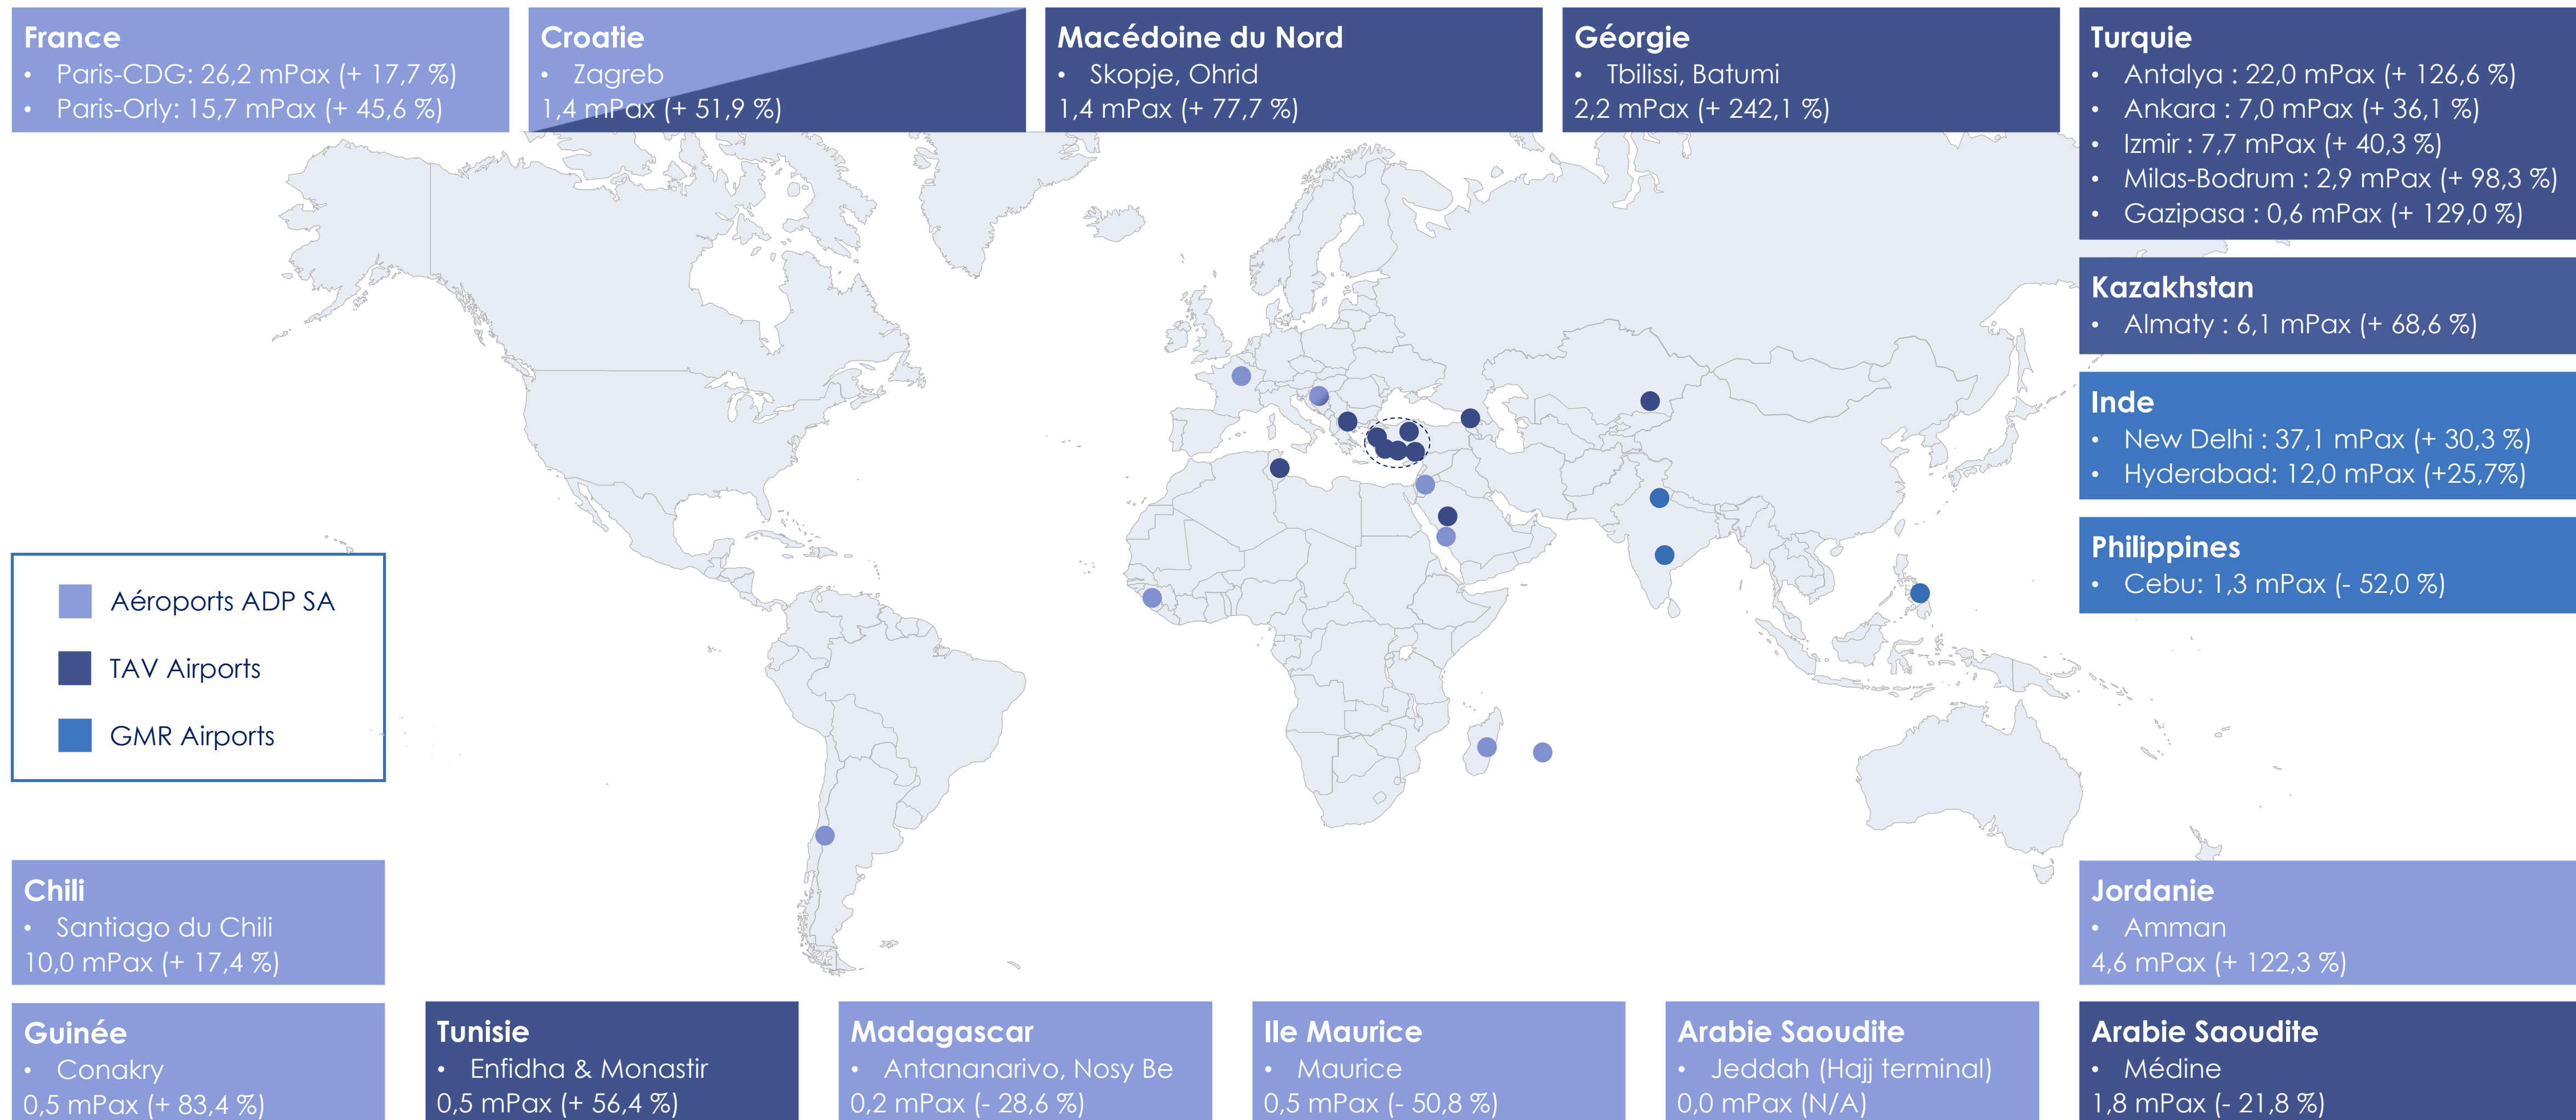 France
• Paris-CDG: 26,2 mPax (+ 17,7 %)
• Paris-Orly: 15,7 mPax (+ 45,6 %)
Croatie
• Zagreb
1,4 mPax (+ 51,9 %)
Macédoine du Nord
• Skopje, Ohrid
1,4 mPax (+ 77,7 %)
Géorgie
• Tbilissi, Batumi
2,2 mPax (+ 242,1 %)
Turquie
• Antalya : 22,0 mPax (+ 126,6 %)
• Ankara : 7,0 mPax (+ 36,1 %)
• Izmir : 7,7 mPax (+ 40,3 %)
• Milas-Bodrum : 2,9 mPax (+ 98,3 %)
• Gazipasa : 0,6 mPax (+ 129,0 %)
Kazakhstan
• Almaty : 6,1 mPax (+ 68,6 %)
Inde
• New Delhi : 37,1 mPax (+ 30,3 %)
• Hyderabad: 12,0 mPax (+25,7%)
Philippines
• Cebu: 1,3 mPax (- 52,0 %)
Aéroports ADP SA
TAV Airports
GMR Airports
Chili
• Santiago du Chili
10,0 mPax (+ 17,4 %)
Jordanie
• Amman
4,6 mPax (+ 122,3 %)
Guinée
• Conakry
0,5 mPax (+ 83,4 %)
Tunisie
• Enfidha & Monastir
0,5 mPax (+ 56,4 %)
Madagascar
• Antananarivo, Nosy Be
0,2 mPax (- 28,6 %)
Ile Maurice
• Maurice
0,5 mPax (- 50,8 %)
Arabie Saoudite
• Jeddah (Hajj terminal)
0,0 mPax (N/A)
Arabie Saoudite
• Médine
1,8 mPax (- 21,8 %)